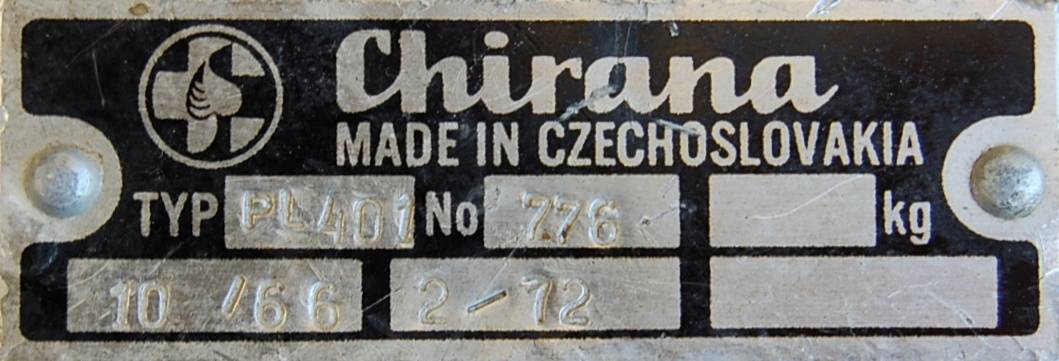 Chirana
MADE IN CZECHOSLOVAKIA
TYP PL401 No 776 kg
10 /66 2-72